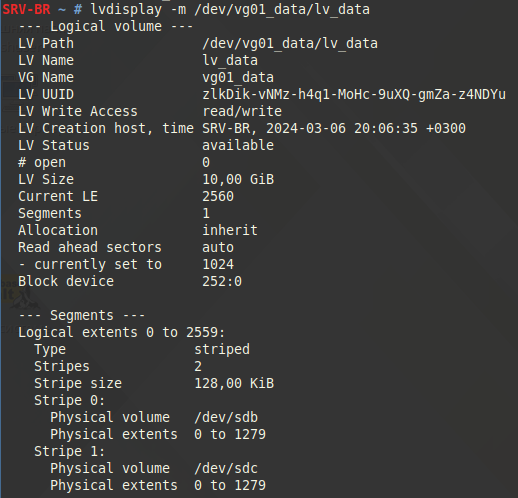 SRV-BR ~ # lvdisplay -m /dev/vg01_data/lv_data
--- Logical volume ---
LV Path                /dev/vg01_data/lv_data
LV Name                lv_data
VG Name                vg01_data
LV UUID                zlkDik-vNMz-h4q1-MoHc-9uXQ-gmZa-z4NDYu
LV Write Access        read/write
LV Creation host, time SRV-BR, 2024-03-06 20:06:35 +0300
LV Status              available
# open                 0
LV Size                10,00 GiB
Current LE             2560
Segments               1
Allocation             inherit
Read ahead sectors     auto
- currently set to     1024
Block device           252:0
--- Segments ---
Logical extents 0 to 2559:
Type                striped
Stripes             2
Stripe size         128,00 KiB
Stripe 0:
Physical volume   /dev/sdb
Physical extents  0 to 1279
Stripe 1:
Physical volume   /dev/sdc
Physical extents  0 to 1279